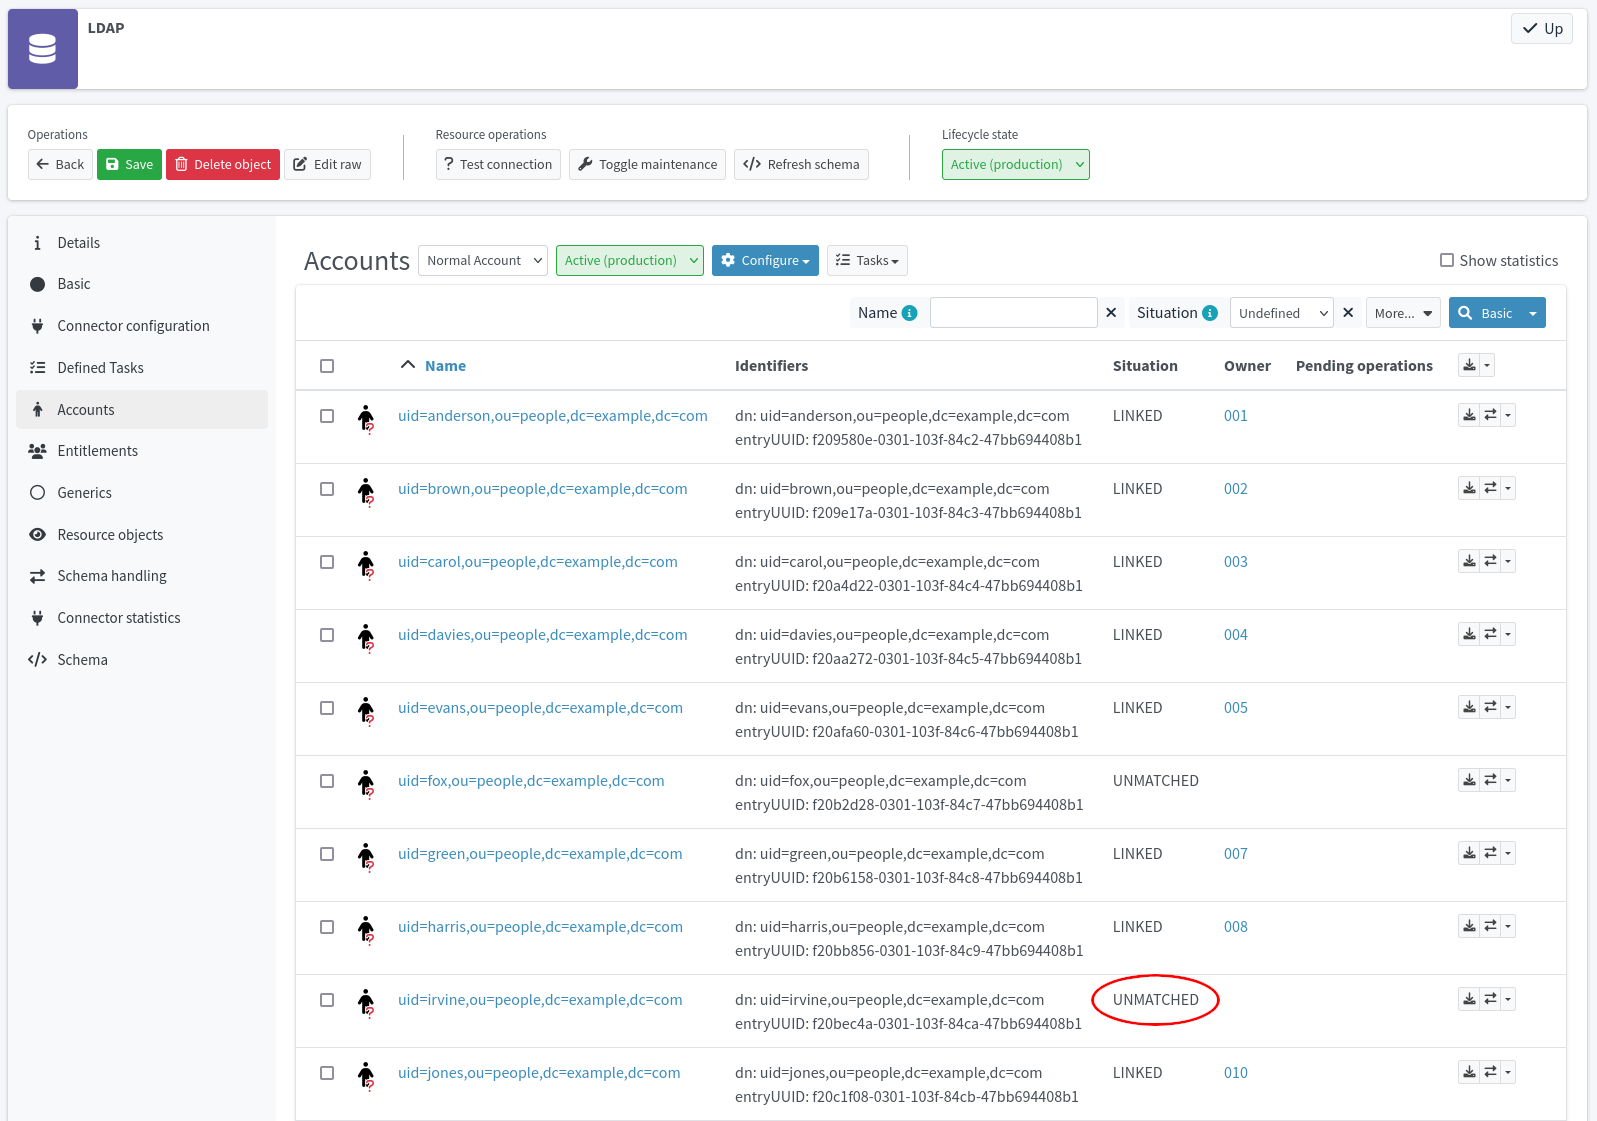 LDAP
Up
Operations
Resource operations
Lifecycle state
Back Save Delete object Edit raw
Test connection Toggle maintenance Refresh schema
Active (production)
Details
Basic
Connector configuration
Defined Tasks
Accounts
Entitlements
Generics
Resource objects
Schema handling
Connector statistics
Schema
Accounts Normal Account Active (production) Configure Tasks Show statistics
Name Situation Undefined More... Basic
Name Identifiers Situation Owner Pending operations
uid=anderson,ou=people,dc=example,dc=com dn: uid=anderson,ou=people,dc=example,dc=com LINKED 001
entryUUID: f209580e-0301-103f-84c2-47bb694408b1
uid=brown,ou=people,dc=example,dc=com dn: uid=brown,ou=people,dc=example,dc=com LINKED 002
entryUUID: f209e17a-0301-103f-84c3-47bb694408b1
uid=carol,ou=people,dc=example,dc=com dn: uid=carol,ou=people,dc=example,dc=com LINKED 003
entryUUID: f20a4d22-0301-103f-84c4-47bb694408b1
uid=davies,ou=people,dc=example,dc=com dn: uid=davies,ou=people,dc=example,dc=com LINKED 004
entryUUID: f20aa272-0301-103f-84c5-47bb694408b1
uid=evans,ou=people,dc=example,dc=com dn: uid=evans,ou=people,dc=example,dc=com LINKED 005
entryUUID: f20afa60-0301-103f-84c6-47bb694408b1
uid=fox,ou=people,dc=example,dc=com dn: uid=fox,ou=people,dc=example,dc=com UNMATCHED
entryUUID: f20b2d28-0301-103f-84c7-47bb694408b1
uid=green,ou=people,dc=example,dc=com dn: uid=green,ou=people,dc=example,dc=com LINKED 007
entryUUID: f20b6158-0301-103f-84c8-47bb694408b1
uid=harris,ou=people,dc=example,dc=com dn: uid=harris,ou=people,dc=example,dc=com LINKED 008
entryUUID: f20bb856-0301-103f-84c9-47bb694408b1
uid=irvine,ou=people,dc=example,dc=com dn: uid=irvine,ou=people,dc=example,dc=com UNMATCHED
entryUUID: f20bec4a-0301-103f-84ca-47bb694408b1
uid=jones,ou=people,dc=example,dc=com dn: uid=jones,ou=people,dc=example,dc=com LINKED 010
entryUUID: f20c1f08-0301-103f-84cb-47bb694408b1